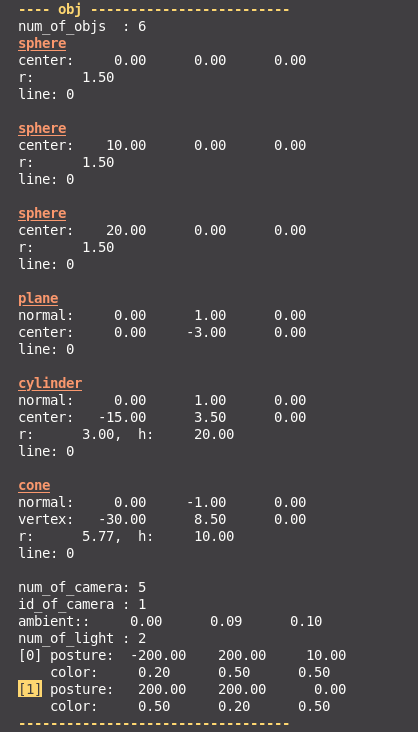 ---- obj -------------------------
num_of_objs  : 6
sphere
center:     0.00      0.00      0.00
r:      1.50
line: 0
sphere
center:    10.00      0.00      0.00
r:      1.50
line: 0
sphere
center:    20.00      0.00      0.00
r:      1.50
line: 0
plane
normal:     0.00      1.00      0.00
center:     0.00     -3.00      0.00
line: 0
cylinder
normal:     0.00      1.00      0.00
center:   -15.00      3.50      0.00
r:      3.00,  h:     20.00
line: 0
cone
normal:     0.00     -1.00      0.00
vertex:   -30.00      8.50      0.00
r:      5.77,  h:     10.00
line: 0
num_of_camera: 5
id_of_camera : 1
ambient::     0.00      0.09      0.10
num_of_light : 2
[0] posture:  -200.00    200.00     10.00
    color:     0.20      0.50      0.50
[1] posture:   200.00    200.00      0.00
    color:     0.50      0.20      0.50
----------------------------------